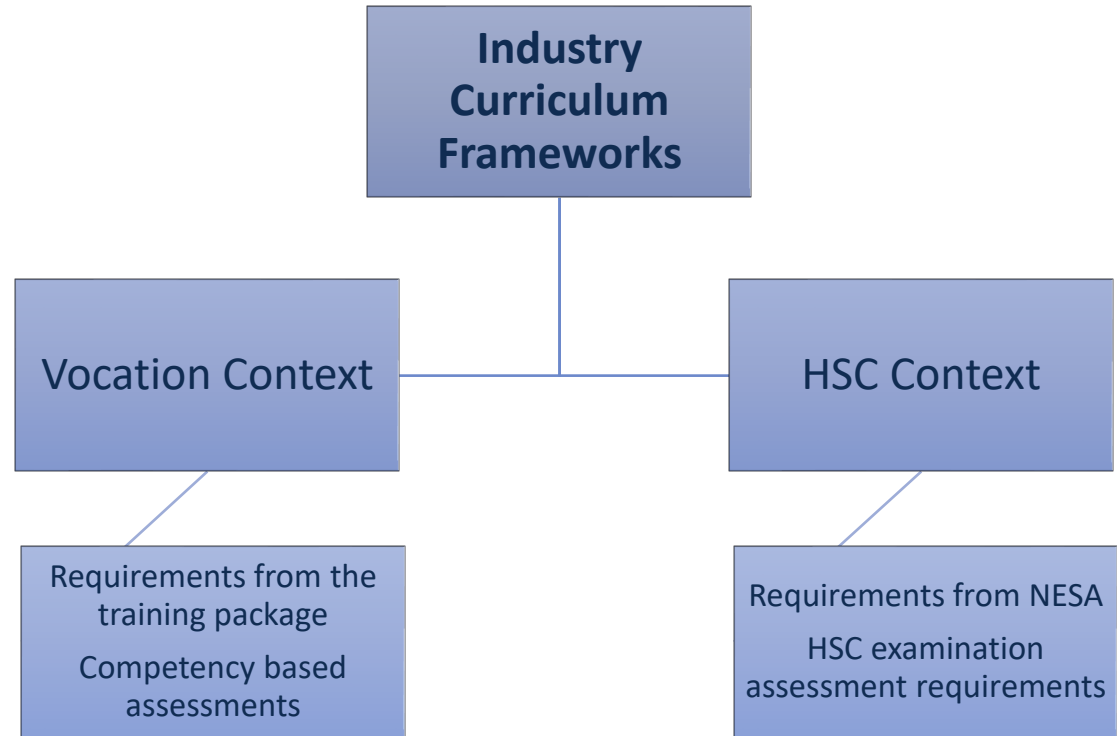 Industry
Curriculum
Frameworks
Vocation Context
HSC Context
Requirements from the
training package
Competency based
assessments
Requirements from NESA
HSC examination
assessment requirements